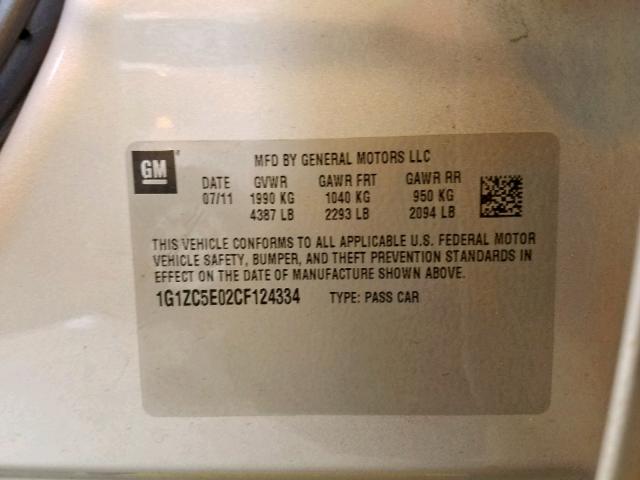 GM
MFD BY GENERAL MOTORS LLC
DATE GVWR GAWR FRT GAWR RR
07/11 1990 KG 1040 KG 950 KG
4387 LB 2293 LB 2094 LB
THIS VEHICLE CONFORMS TO ALL APPLICABLE U.S. FEDERAL MOTOR
VEHICLE SAFETY, BUMPER, AND THEFT PREVENTION STANDARDS IN
EFFECT ON THE DATE OF MANUFACTURE SHOWN ABOVE.
1G1ZC5E02CF124334 TYPE: PASS CAR